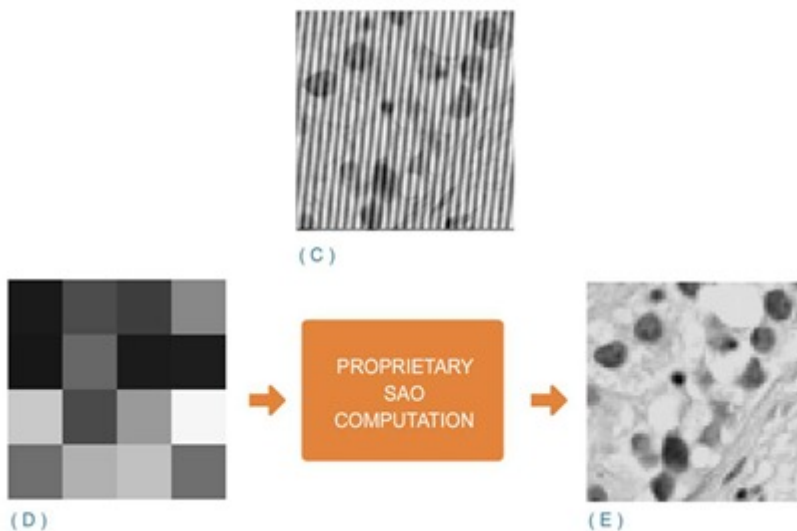 ( C )
PROPRIETARY
SAO
COMPUTATION
( D )
( E )